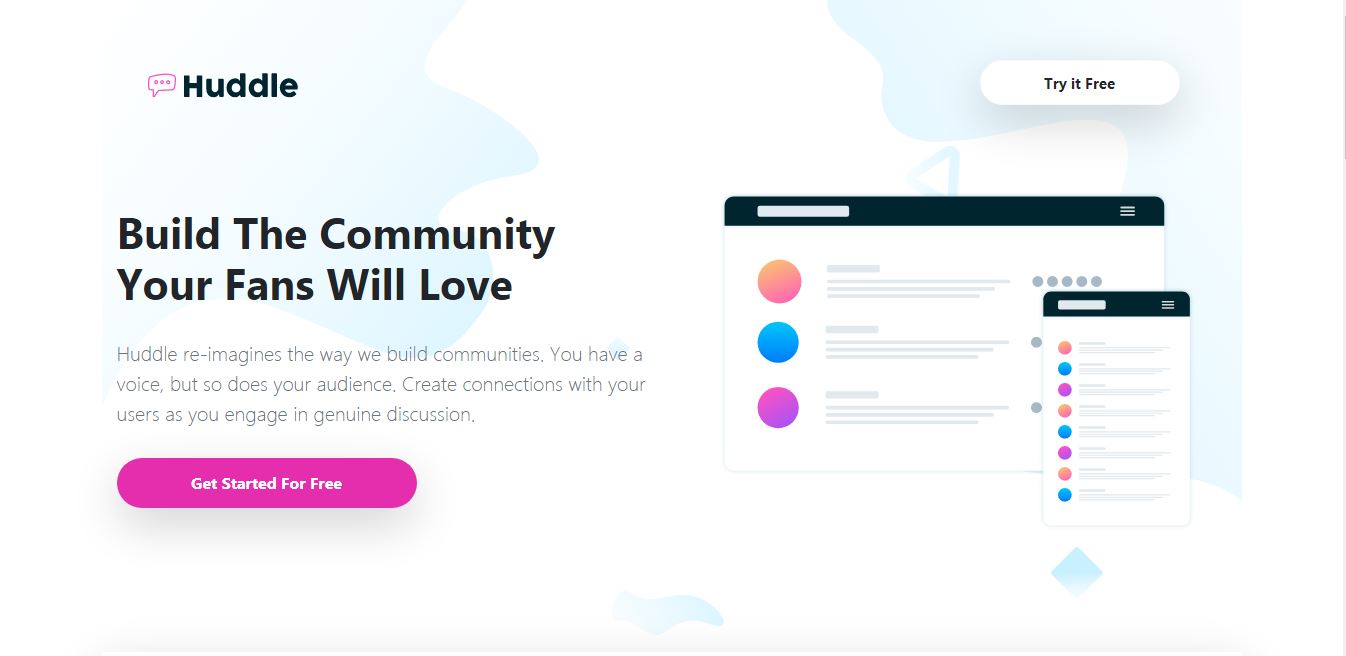 Huddle
Try it Free
Build The Community
Your Fans Will Love
Huddle re-imagines the way we build communities. You have a
voice, but so does your audience. Create connections with your
users as you engage in genuine discussion.
Get Started For Free